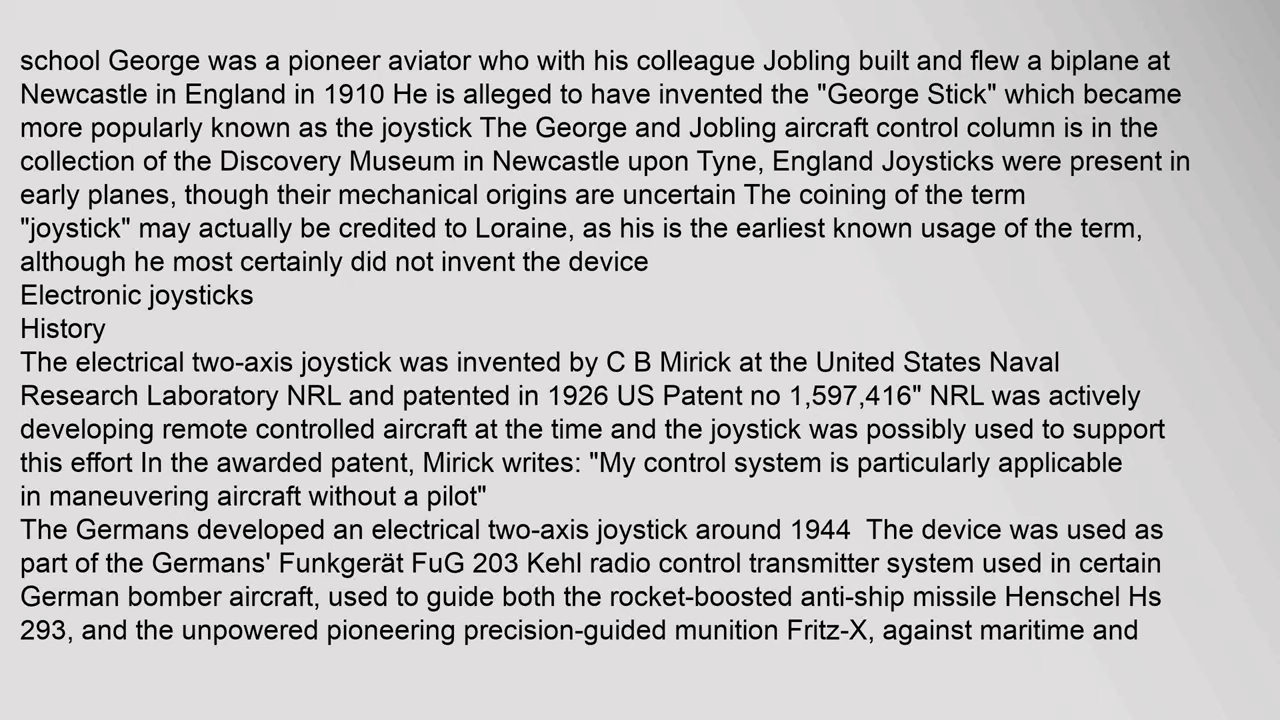 school George was a pioneer aviator who with his colleague Jobling built and flew a biplane at
Newcastle in England in 1910 He is alleged to have invented the "George Stick" which became
more popularly known as the joystick The George and Jobling aircraft control column is in the
collection of the Discovery Museum in Newcastle upon Tyne, England Joysticks were present in
early planes, though their mechanical origins are uncertain The coining of the term
"joystick" may actually be credited to Loraine, as his is the earliest known usage of the term,
although he most certainly did not invent the device
Electronic joysticks
History
The electrical two-axis joystick was invented by C B Mirick at the United States Naval
Research Laboratory NRL and patented in 1926 US Patent no 1,597,416" NRL was actively
developing remote controlled aircraft at the time and the joystick was possibly used to support
this effort In the awarded patent, Mirick writes: "My control system is particularly applicable
in maneuvering aircraft without a pilot"
The Germans developed an electrical two-axis joystick around 1944  The device was used as
part of the Germans' Funkgerät FuG 203 Kehl radio control transmitter system used in certain
German bomber aircraft, used to guide both the rocket-boosted anti-ship missile Henschel Hs
293, and the unpowered pioneering precision-guided munition Fritz-X, against maritime and